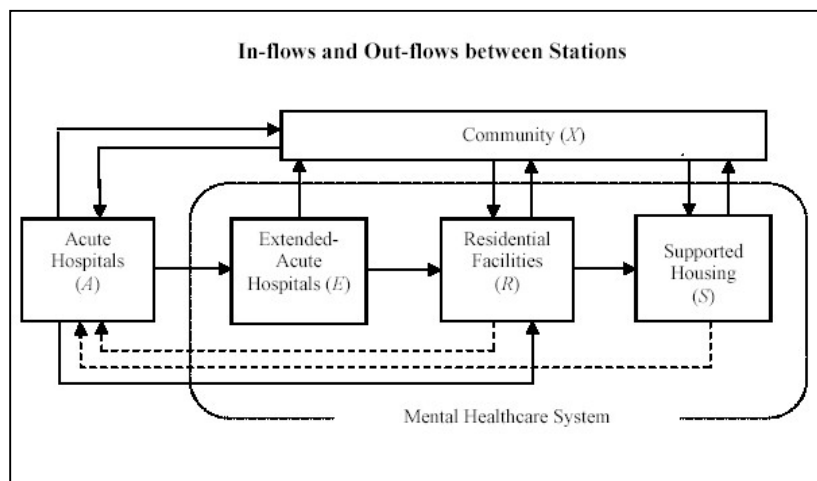 In-flows and Out-flows between Stations
Community (X)
Acute
Hospitals
(A)
Extended-
Acute
Hospitals (E)
Residential
Facilities
(R)
Supported
Housing
(S)
Mental Healthcare System